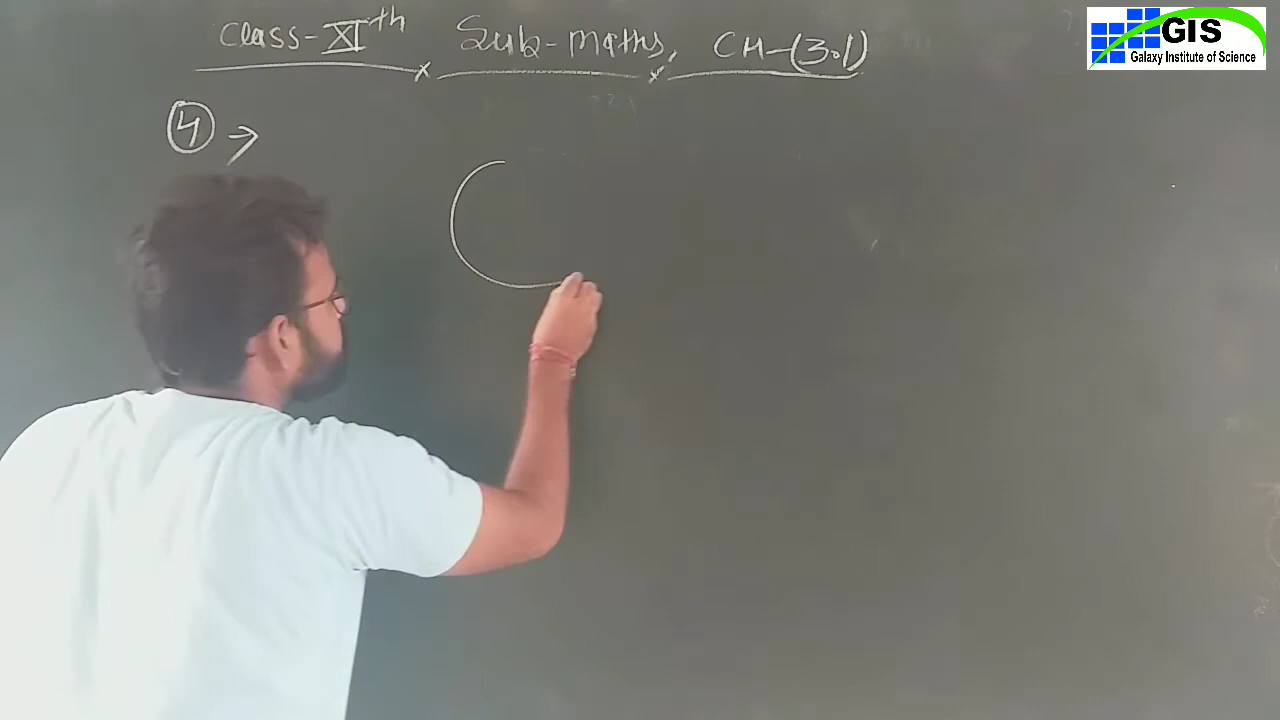 Class-XIth Sub-maths, CH-(3.1)
GIS
Galaxy Institute of Science
4 →